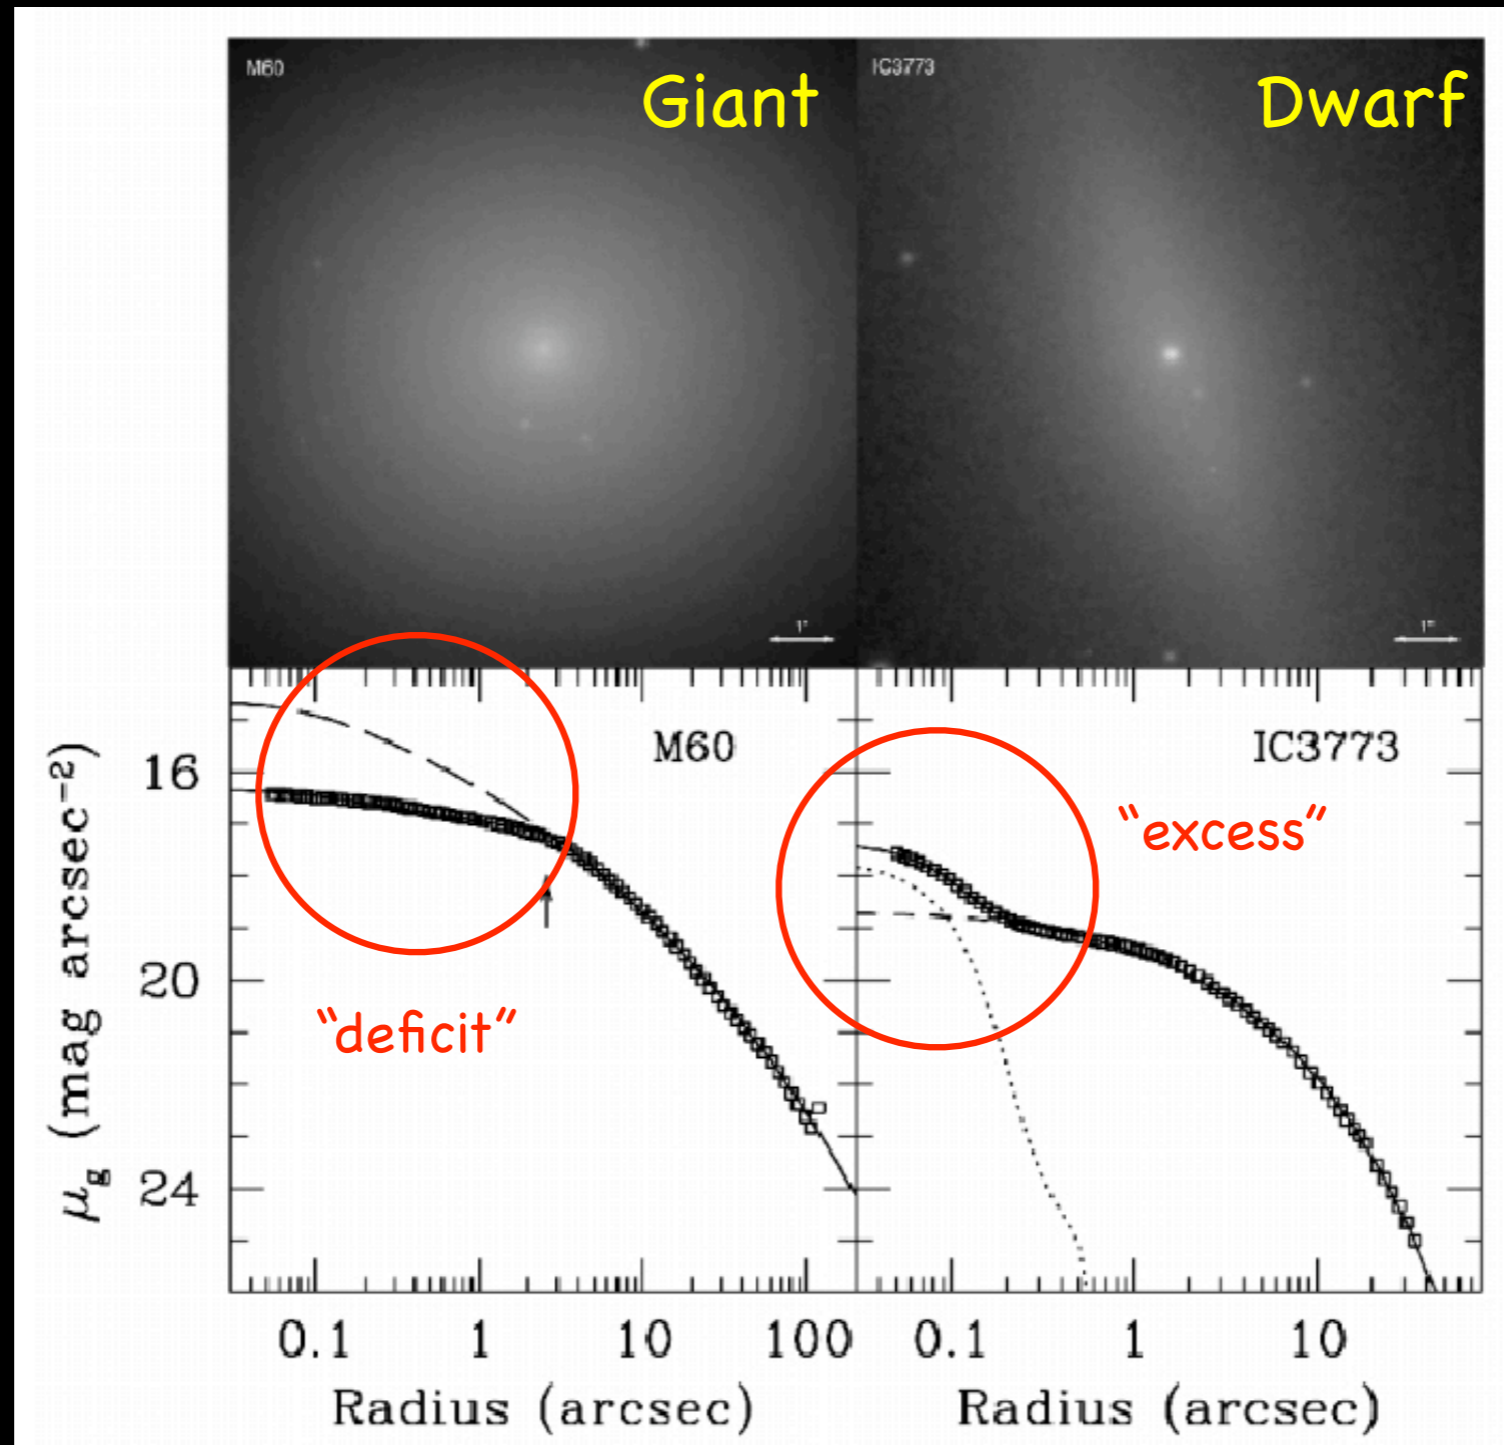 M60
Giant
IC3773
Dwarf
1"
1"
M60
IC3773
"excess"
"deficit"
μg (mag arcsec−2)
16
20
24
0.1 1 10 100
0.1 1 10
Radius (arcsec)
Radius (arcsec)